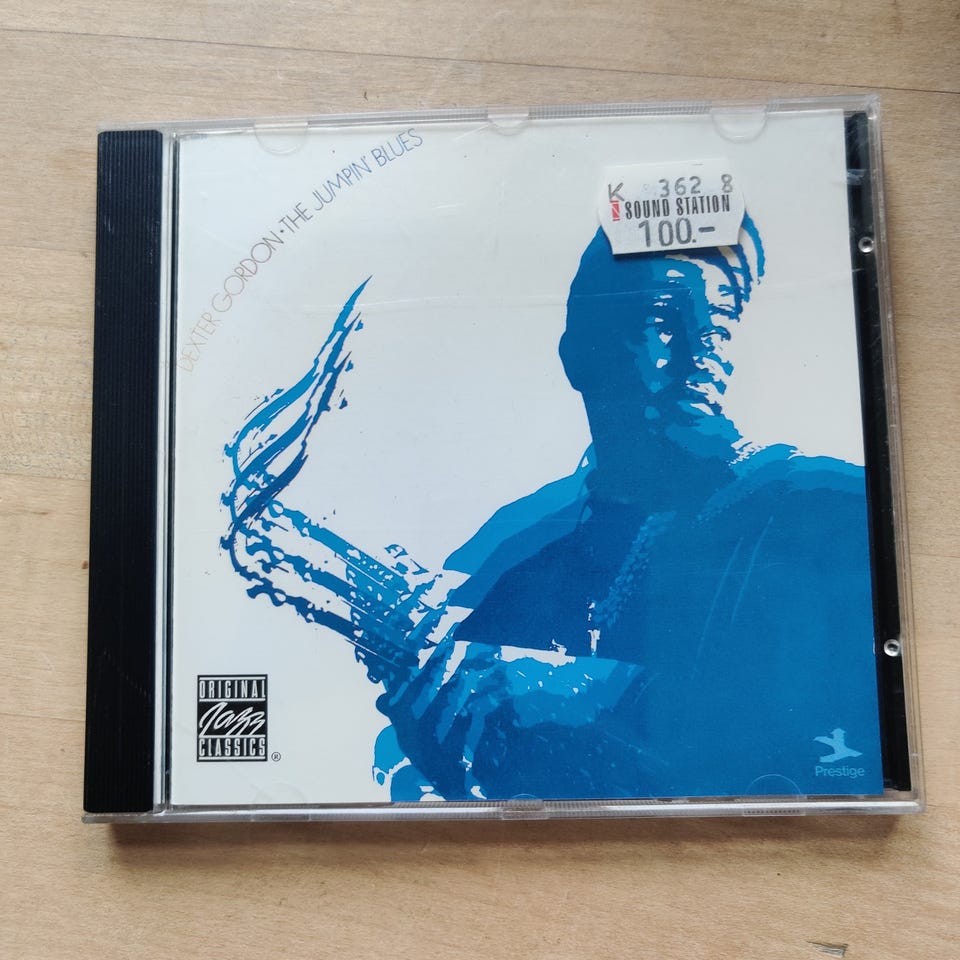 DEXTER GORDON • THE JUMPIN' BLUES
K 362 8
SOUND STATION
100.-
ORIGINAL
Jazz
CLASSICS ®
Prestige